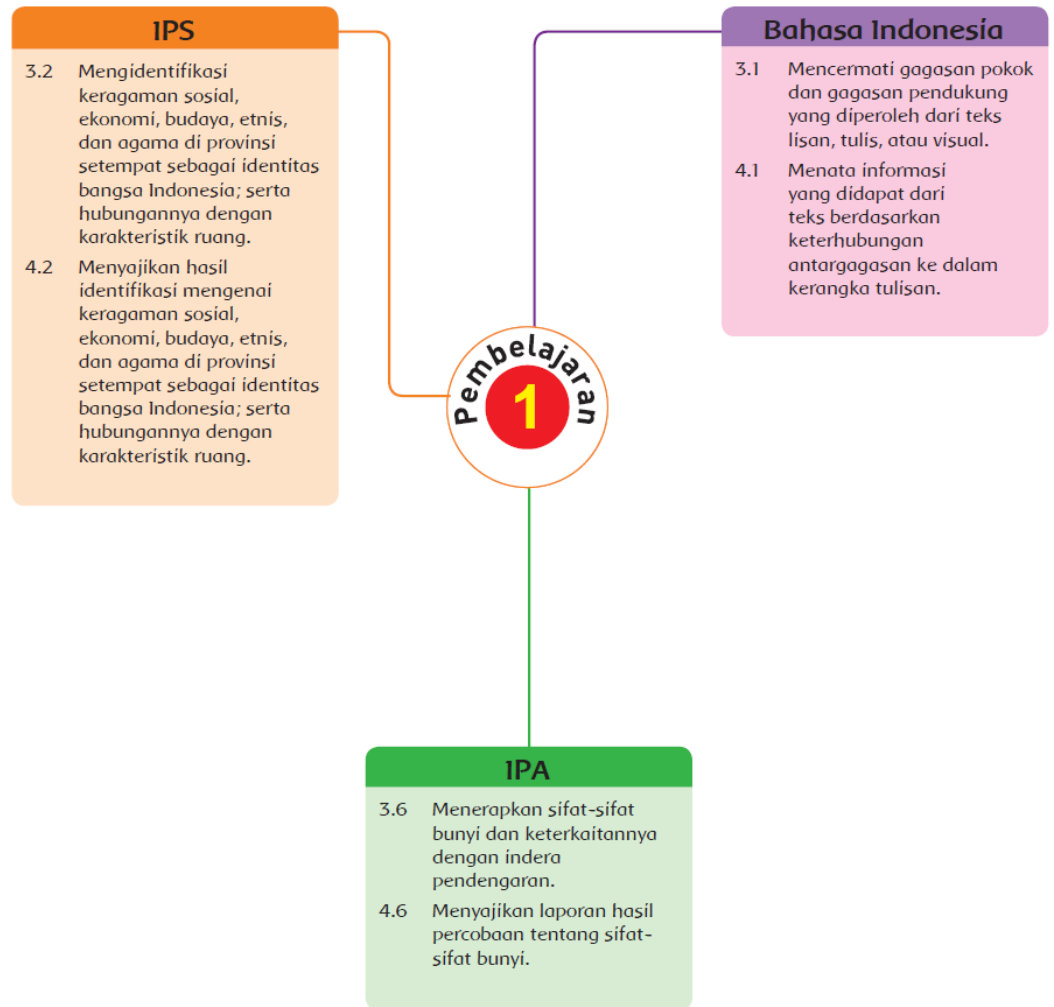 IPS
3.2 Mengidentifikasi
keragaman sosial,
ekonomi, budaya, etnis,
dan agama di provinsi
setempat sebagai identitas
bangsa Indonesia; serta
hubungannya dengan
karakteristik ruang.
4.2 Menyajikan hasil
identifikasi mengenai
keragaman sosial,
ekonomi, budaya, etnis,
dan agama di provinsi
setempat sebagai identitas
bangsa Indonesia; serta
hubungannya dengan
karakteristik ruang.
Bahasa Indonesia
3.1 Mencermati gagasan pokok
dan gagasan pendukung
yang diperoleh dari teks
lisan, tulis, atau visual.
4.1 Menata informasi
yang didapat dari
teks berdasarkan
keterhubungan
antargagasan ke dalam
kerangka tulisan.
Pembelajaran
1
IPA
3.6 Menerapkan sifat-sifat
bunyi dan keterkaitannya
dengan indera
pendengaran.
4.6 Menyajikan laporan hasil
percobaan tentang sifat-
sifat bunyi.